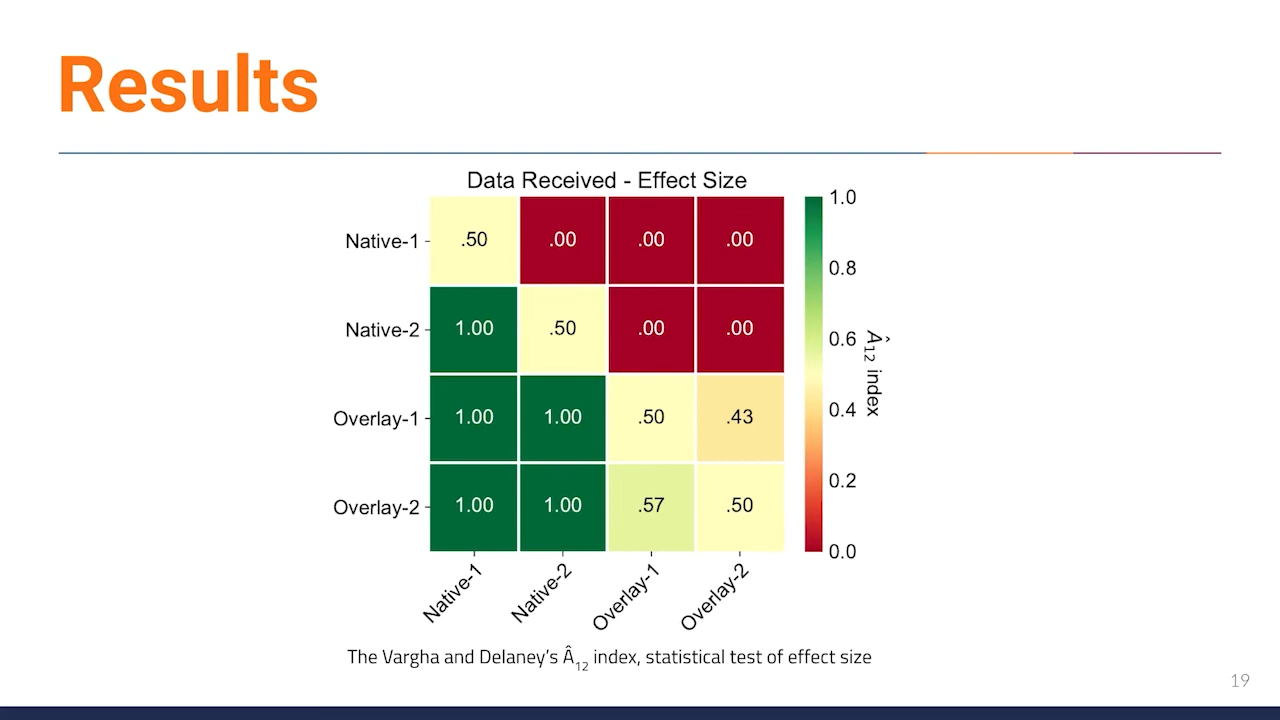 Results
Data Received - Effect Size
Native-1 .50 .00 .00 .00
Native-2 1.00 .50 .00 .00
Overlay-1 1.00 1.00 .50 .43
Overlay-2 1.00 1.00 .57 .50
Native-1 Native-2 Overlay-1 Overlay-2
1.0
0.8
0.6
0.4
0.2
0.0
Â12 index
The Vargha and Delaney's Â12 index, statistical test of effect size
19